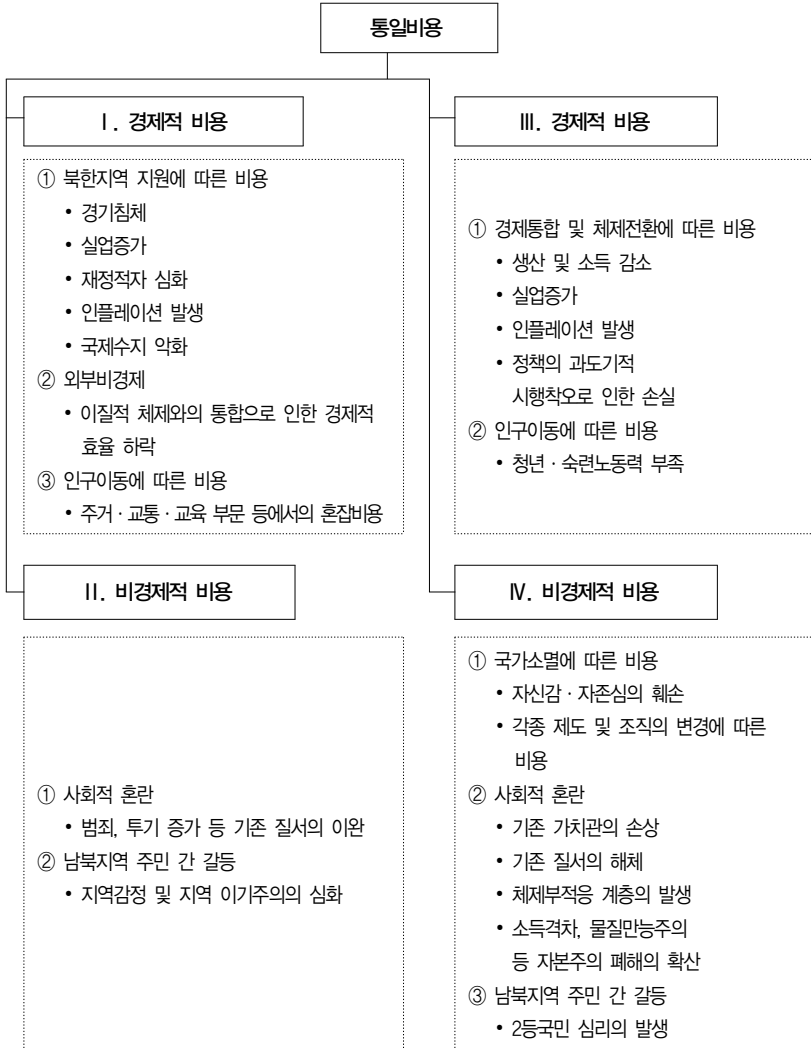 통일비용
Ⅰ. 경제적 비용
① 북한지역 지원에 따른 비용
• 경기침체
• 실업증가
• 재정적자 심화
• 인플레이션 발생
• 국제수지 악화
② 외부비경제
• 이질적 체제와의 통합으로 인한 경제적
효율 하락
③ 인구이동에 따른 비용
• 주거 · 교통 · 교육 부문 등에서의 혼잡비용
Ⅲ. 경제적 비용
① 경제통합 및 체제전환에 따른 비용
• 생산 및 소득 감소
• 실업증가
• 인플레이션 발생
• 정책의 과도기적
시행착오로 인한 손실
② 인구이동에 따른 비용
• 청년 · 숙련노동력 부족
II. 비경제적 비용
① 사회적 혼란
• 범죄, 투기 증가 등 기존 질서의 이완
② 남북지역 주민 간 갈등
• 지역감정 및 지역 이기주의의 심화
Ⅳ. 비경제적 비용
① 국가소멸에 따른 비용
• 자신감 · 자존심의 훼손
• 각종 제도 및 조직의 변경에 따른
비용
② 사회적 혼란
• 기존 가치관의 손상
• 기존 질서의 해체
• 체제부적응 계층의 발생
• 소득격차, 물질만능주의
등 자본주의 폐해의 확산
③ 남북지역 주민 간 갈등
• 2등국민 심리의 발생